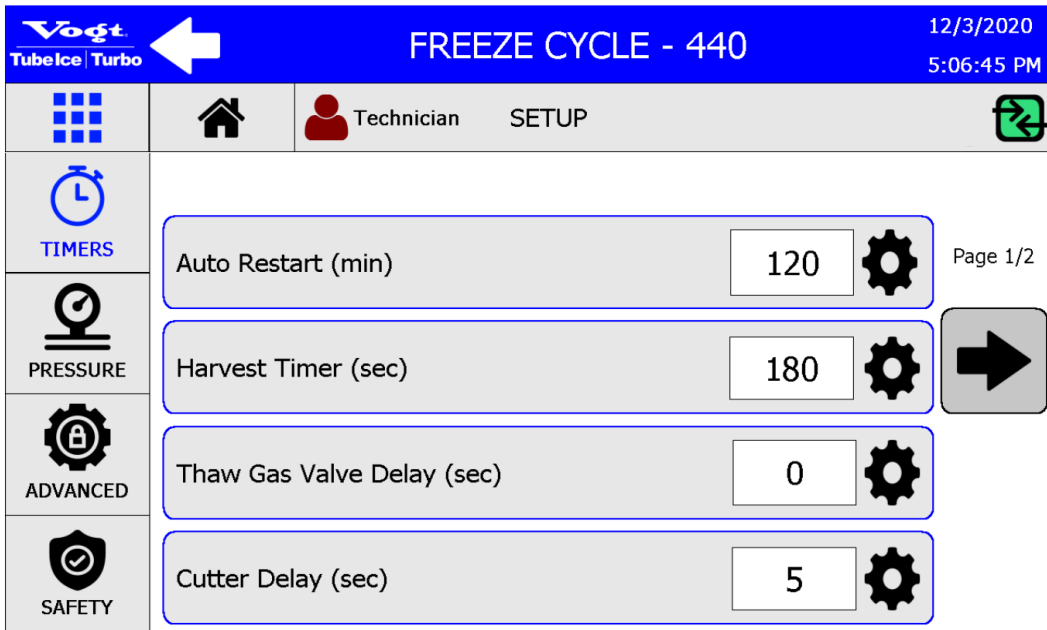 Vogt
FREEZE CYCLE - 440
12/3/2020
TubeIce Turbo
5:06:45 PM
Technician
SETUP
TIMERS
Auto Restart (min)
120
Page 1/2
PRESSURE
Harvest Timer (sec)
180
ADVANCED
Thaw Gas Valve Delay (sec)
0
SAFETY
Cutter Delay (sec)
5